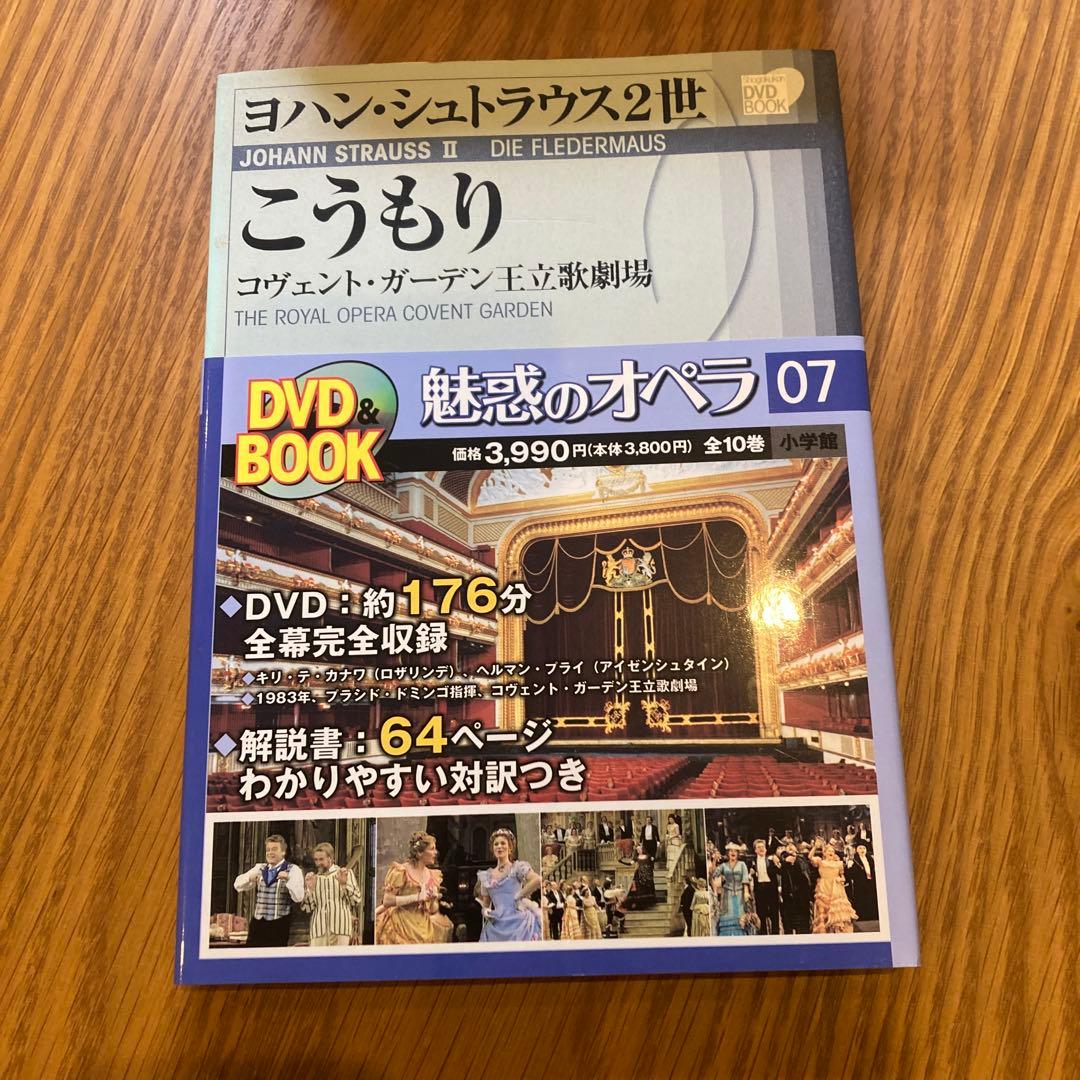 ヨハン・シュトラウス2世
Shogakukan
DVD
BOOK
JOHANN STRAUSS II DIE FLEDERMAUS
こうもり
コヴェント・ガーデン王立歌劇場
THE ROYAL OPERA COVENT GARDEN
DVD&
BOOK
魅惑のオペラ 07
価格3,990円(本体3,800円) 全10巻 小学館
◆DVD:約176分
全幕完全収録
◆キリ・テ・カナワ(ロザリンデ)、ヘルマン・プライ(アイゼンシュタイン)
◆1983年、プラシド・ドミンゴ指揮、コヴェント・ガーデン王立歌劇場
◆解説書:64ページ
わかりやすい対訳つき